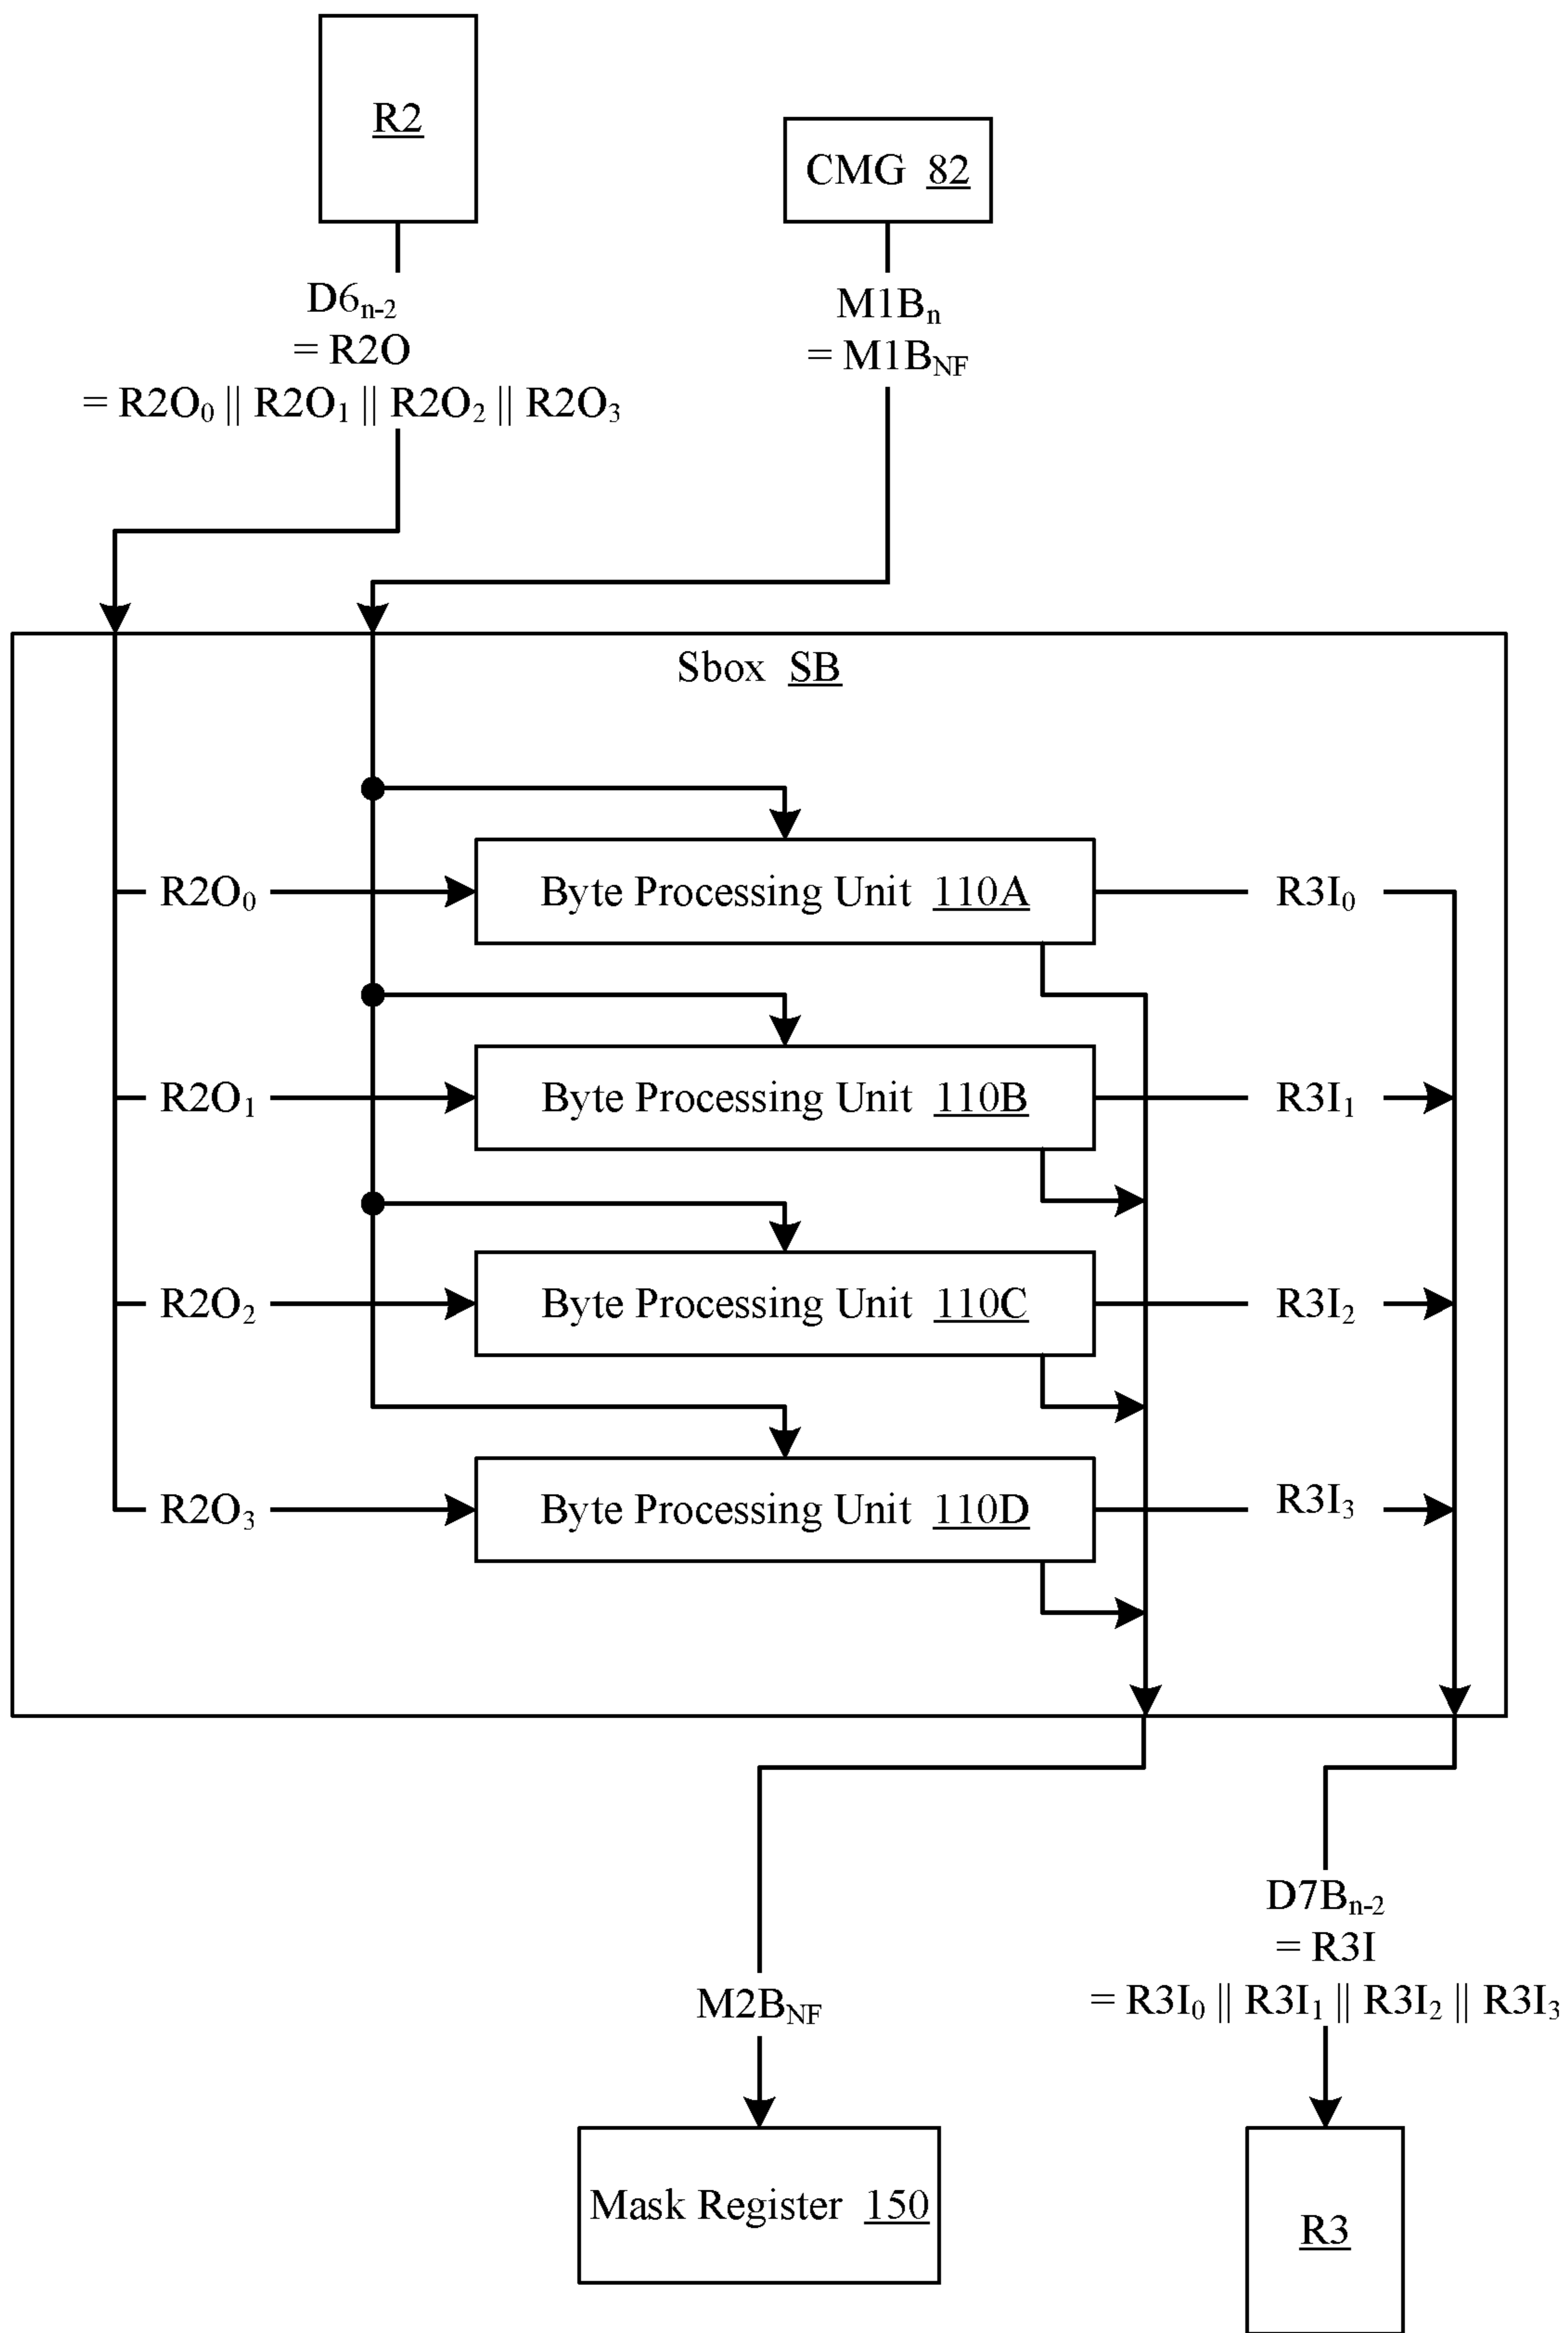 R2
CMG 82
D6n-2
= R2O
= R2O0 || R2O1 || R2O2 || R2O3
M1Bn
= M1BNF
Sbox SB
R2O0
Byte Processing Unit 110A
R3I0
R2O1
Byte Processing Unit 110B
R3I1
R2O2
Byte Processing Unit 110C
R3I2
R2O3
Byte Processing Unit 110D
R3I3
D7Bn-2
= R3I
= R3I0 || R3I1 || R3I2 || R3I3
M2BNF
Mask Register 150
R3